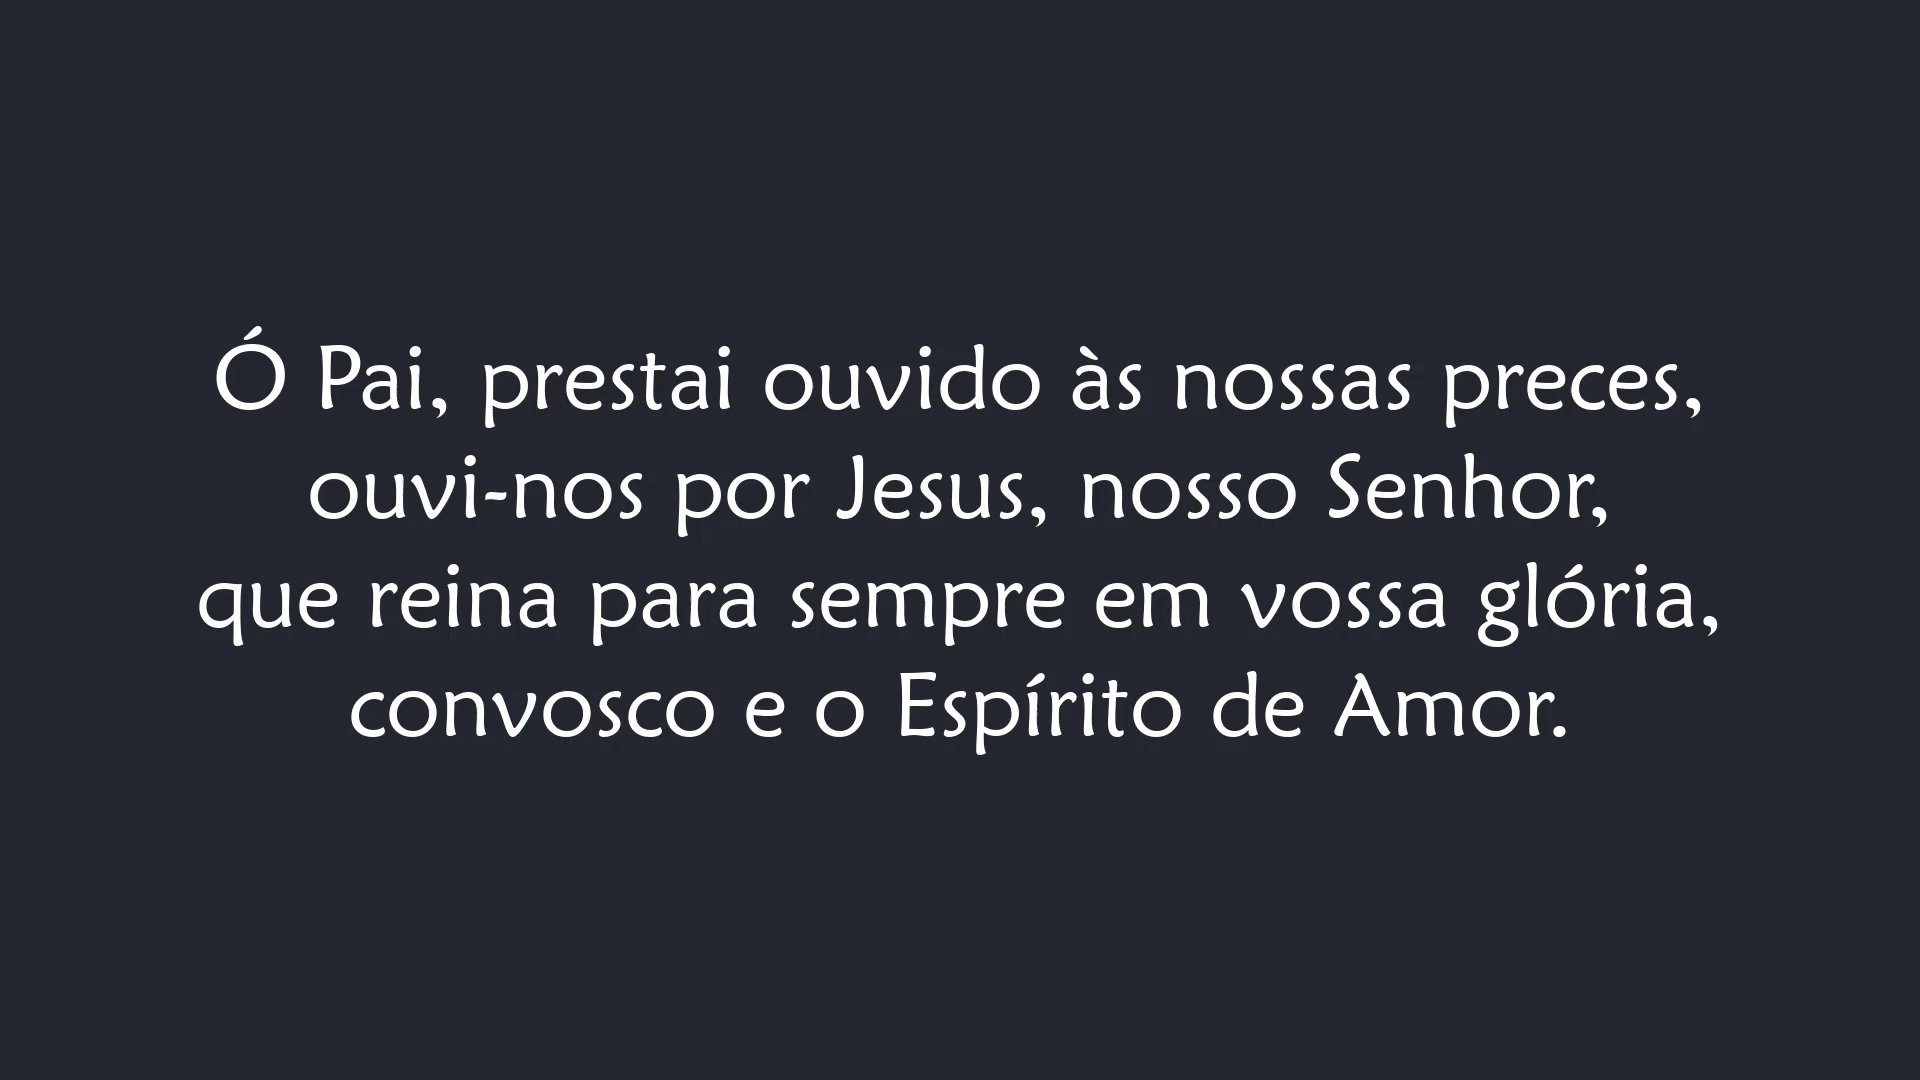 Ó Pai, prestai ouvido às nossas preces,
ouvi-nos por Jesus, nosso Senhor,
que reina para sempre em vossa glória,
convosco e o Espírito de Amor.